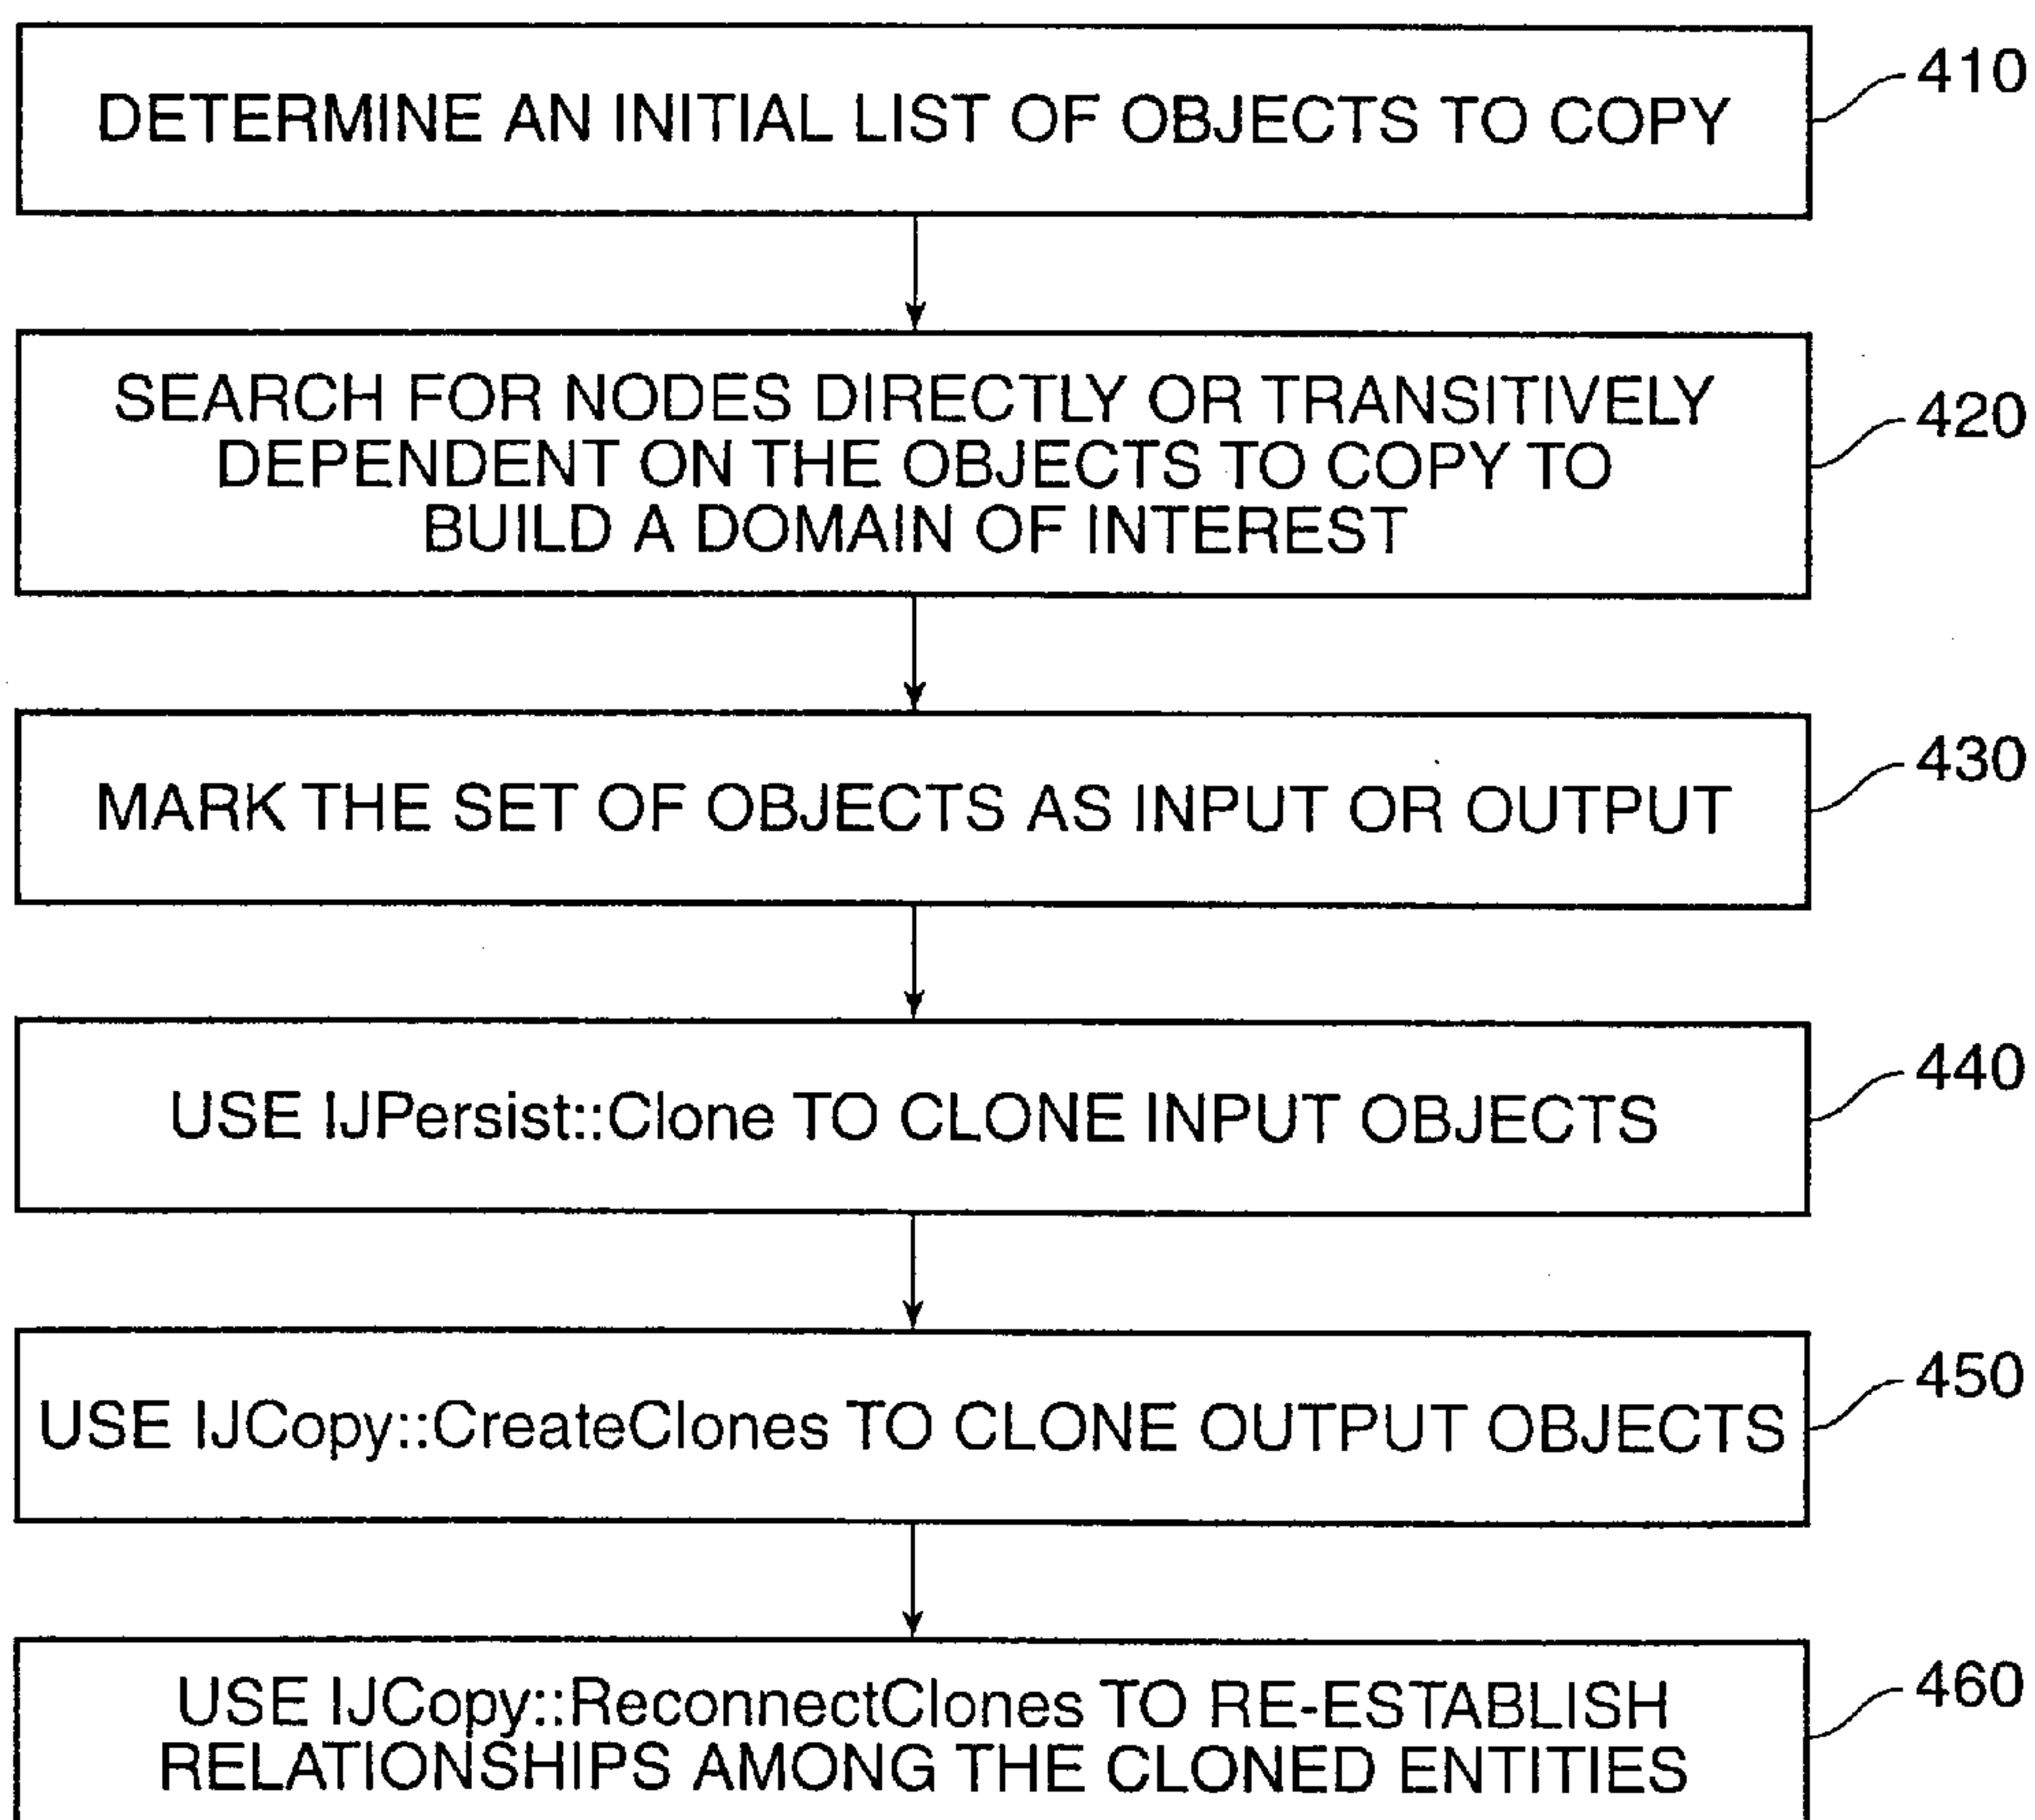 DETERMINE AN INITIAL LIST OF OBJECTS TO COPY
410
SEARCH FOR NODES DIRECTLY OR TRANSITIVELY
DEPENDENT ON THE OBJECTS TO COPY TO
BUILD A DOMAIN OF INTEREST
420
MARK THE SET OF OBJECTS AS INPUT OR OUTPUT
430
USE IJPersist::Clone TO CLONE INPUT OBJECTS
440
USE IJCopy::CreateClones TO CLONE OUTPUT OBJECTS
450
USE IJCopy::ReconnectClones TO RE-ESTABLISH
RELATIONSHIPS AMONG THE CLONED ENTITIES
460